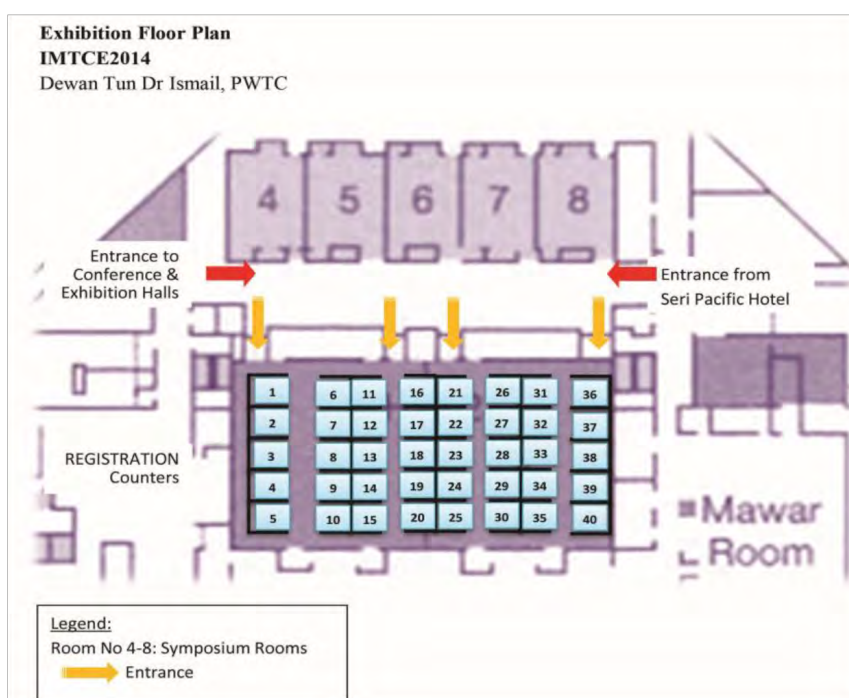 Exhibition Floor Plan
IMTCE2014
Dewan Tun Dr Ismail, PWTC
4 5 6 7 8
Entrance to
Conference &
Exhibition Halls
Entrance from
Seri Pacific Hotel
1 6 11 16 21 26 31 36
2 7 12 17 22 27 32 37
3 8 13 18 23 28 33 38
4 9 14 19 24 29 34 39
5 10 15 20 25 30 35 40
REGISTRATION
Counters
Mawar
Room
Legend:
Room No 4-8: Symposium Rooms
Entrance